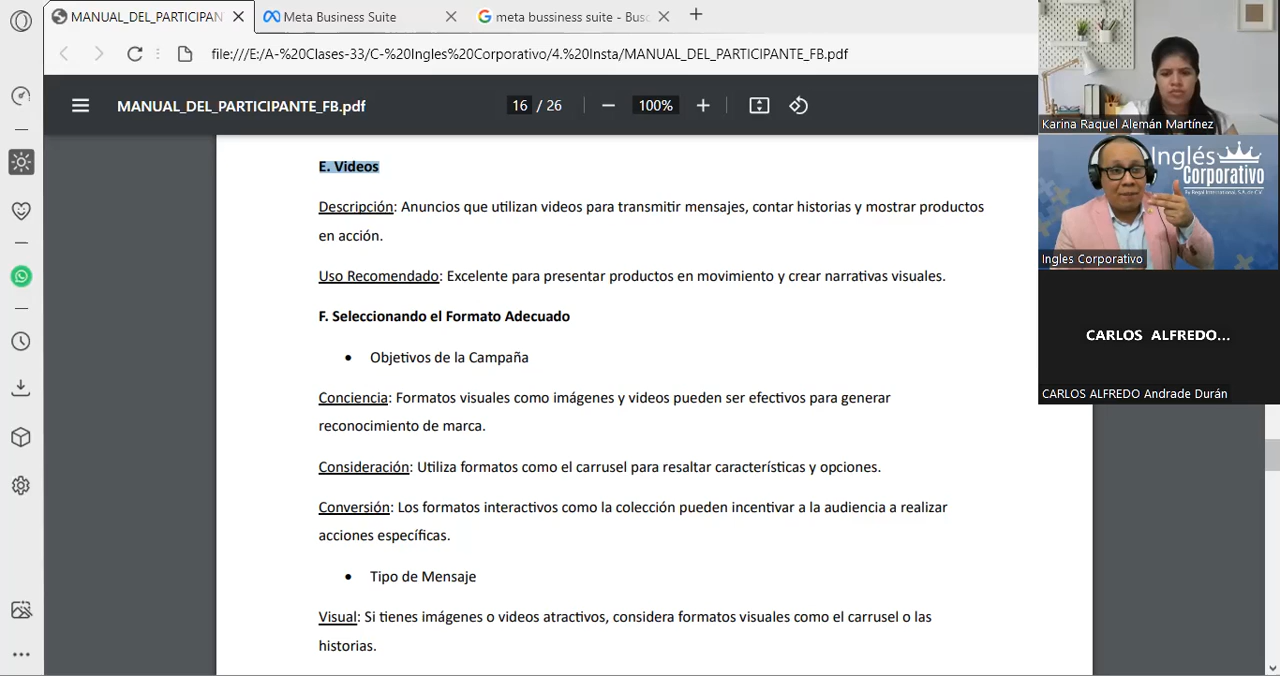 MANUAL_DEL_PARTICIPAN
Meta Business Suite
meta bussiness suite - Bus
file:///E:/A-%20Clases-33/C-%20Ingles%20Corporativo/4.%20Insta/MANUAL_DEL_PARTICIPANTE_FB.pdf
MANUAL_DEL_PARTICIPANTE_FB.pdf
16 / 26
100%
E. Videos
Descripción: Anuncios que utilizan videos para transmitir mensajes, contar historias y mostrar productos
en acción.
Uso Recomendado: Excelente para presentar productos en movimiento y crear narrativas visuales.
F. Seleccionando el Formato Adecuado
• Objetivos de la Campaña
Conciencia: Formatos visuales como imágenes y videos pueden ser efectivos para generar
reconocimiento de marca.
Consideración: Utiliza formatos como el carrusel para resaltar características y opciones.
Conversión: Los formatos interactivos como la colección pueden incentivar a la audiencia a realizar
acciones específicas.
• Tipo de Mensaje
Visual: Si tienes imágenes o videos atractivos, considera formatos visuales como el carrusel o las
historias.
Karina Raquel Alemán Martínez
Inglés
Corporativo
By Regal International, S.A. de C.V.
Ingles Corporativo
CARLOS ALFREDO...
CARLOS ALFREDO Andrade Durán